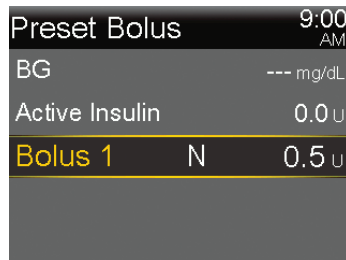 Preset Bolus 9:00 AM
BG --- mg/dL
Active Insulin 0.0 U
Bolus 1 N 0.5 U